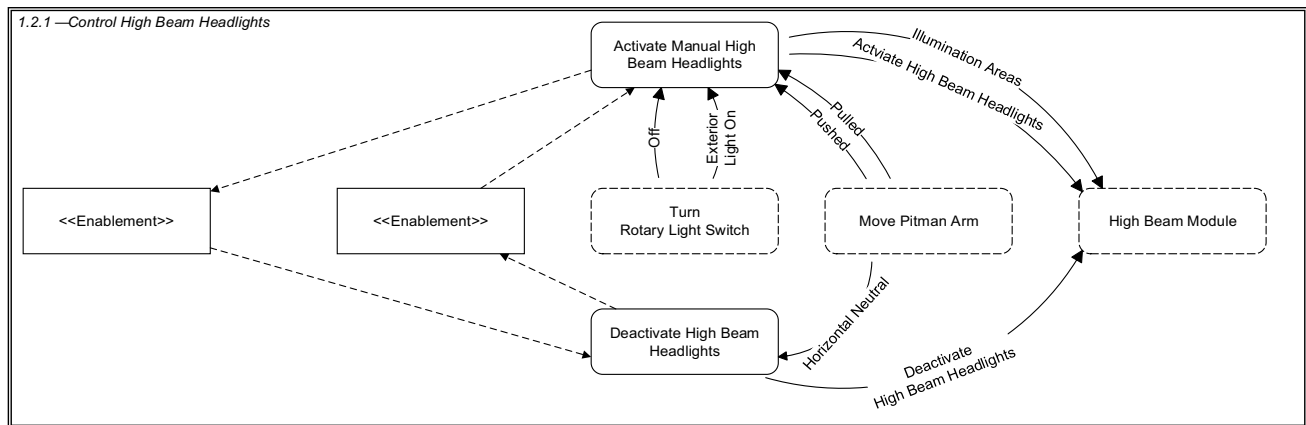 1.2.1 —Control High Beam Headlights
Activate Manual High
Beam Headlights
Illumination Areas
Actviate High Beam Headlights
Off
Exterior
Light On
Pushed
Pulled
<<Enablement>>
<<Enablement>>
Turn
Rotary Light Switch
Move Pitman Arm
High Beam Module
Horizontal Neutral
Deactivate High Beam
Headlights
Deactivate
High Beam Headlights